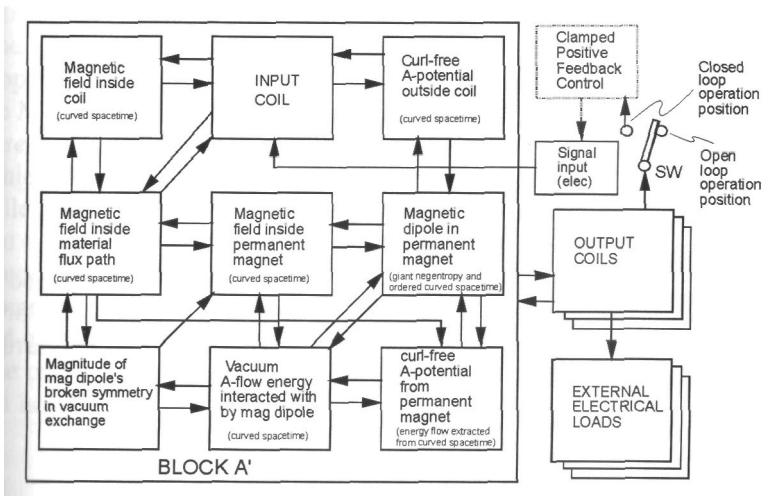 Magnetic
field inside
coil
(curved spacetime)
INPUT
COIL
Curl-free
A-potential
outside coil
(curved spacetime)
Clamped
Positive
Feedback
Control
Closed
loop
operation
position
Signal
input
(elec)
SW
Open
loop
operation
position
Magnetic
field inside
material
flux path
(curved spacetime)
Magnetic
field inside
permanent
magnet
(curved spacetime)
Magnetic
dipole in
permanent
magnet
(giant negentropy and
ordered curved spacetime)
OUTPUT
COILS
Magnitude of
mag dipole's
broken symmetry
in vacuum
exchange
Vacuum
A-flow energy
interacted with
by mag dipole
(curved spacetime)
curl-free
A-potential
from
permanent
magnet
(energy flow extracted
from curved spacetime)
EXTERNAL
ELECTRICAL
LOADS
BLOCK A'